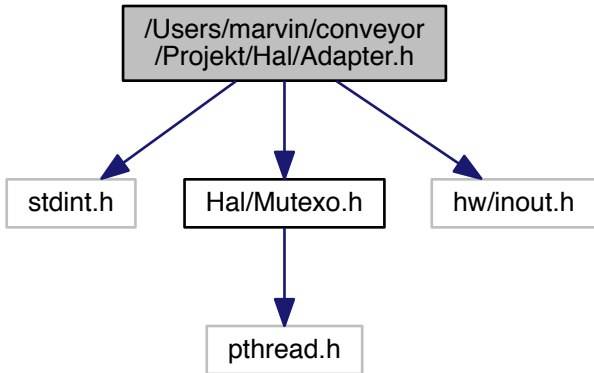 /Users/marvin/conveyor
/Projekt/Hal/Adapter.h
stdint.h
Hal/Mutexo.h
hw/inout.h
pthread.h